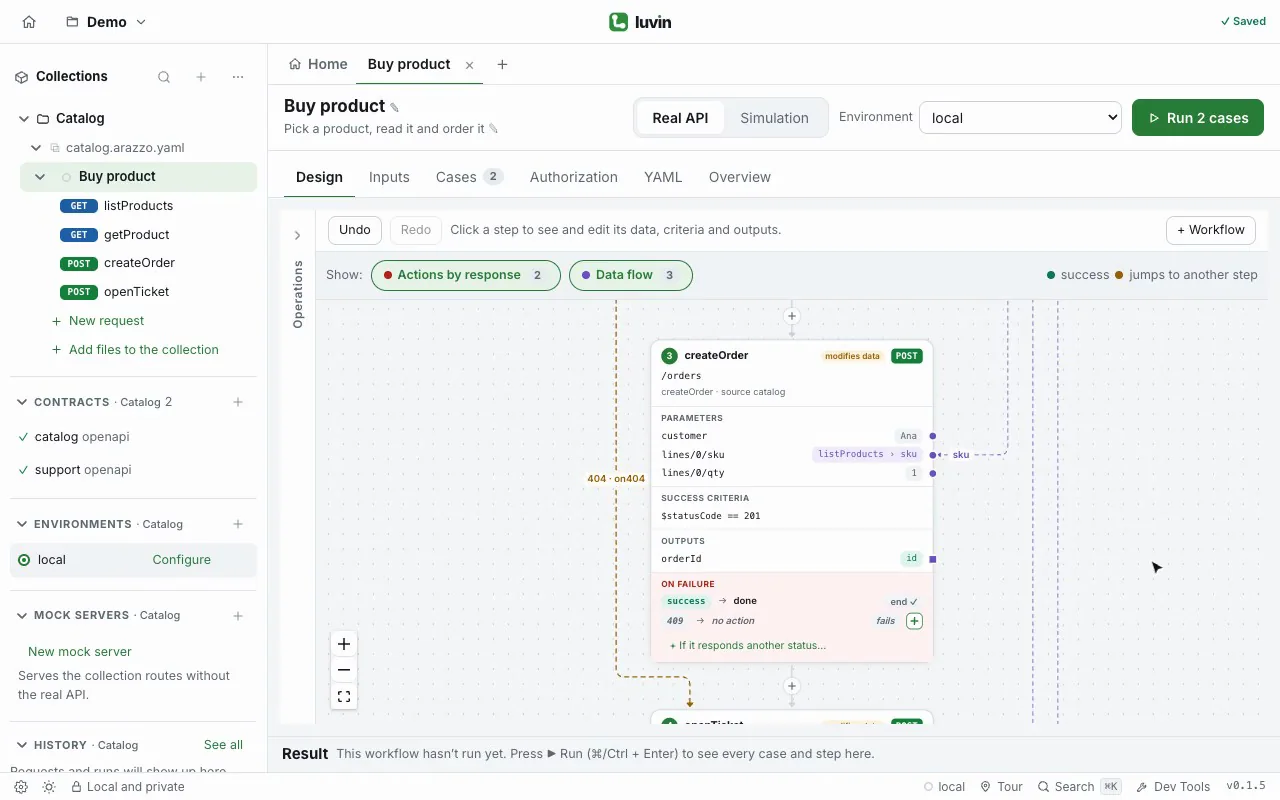 Demo
luvin
Saved
Collections
Home
Buy product
Catalog
catalog.arazzo.yaml
Buy product
GET listProducts
GET getProduct
POST createOrder
POST openTicket
+ New request
+ Add files to the collection
CONTRACTS · Catalog 2
catalog openapi
support openapi
ENVIRONMENTS · Catalog
local
Configure
MOCK SERVERS · Catalog
New mock server
Serves the collection routes without
the real API.
HISTORY · Catalog
See all
Requests and runs will show up here
Buy product
Pick a product, read it and order it
Real API
Simulation
Environment
local
Run 2 cases
Design
Inputs
Cases 2
Authorization
YAML
Overview
Operations
Undo
Redo
Click a step to see and edit its data, criteria and outputs.
+ Workflow
Show:
Actions by response 2
Data flow 3
success
jumps to another step
3 createOrder
modifies data
POST
/orders
createOrder · source catalog
PARAMETERS
customer
Ana
lines/0/sku
listProducts › sku
sku
lines/0/qty
1
404 · on404
SUCCESS CRITERIA
$statusCode == 201
OUTPUTS
orderId
id
ON FAILURE
success → done
end ✓
409 → no action
fails
+ If it responds another status...
openTicket
POST
Result
This workflow hasn't run yet. Press ▶ Run (⌘/Ctrl + Enter) to see every case and step here.
Local and private
local
Tour
Search ⌘K
Dev Tools
v0.1.5